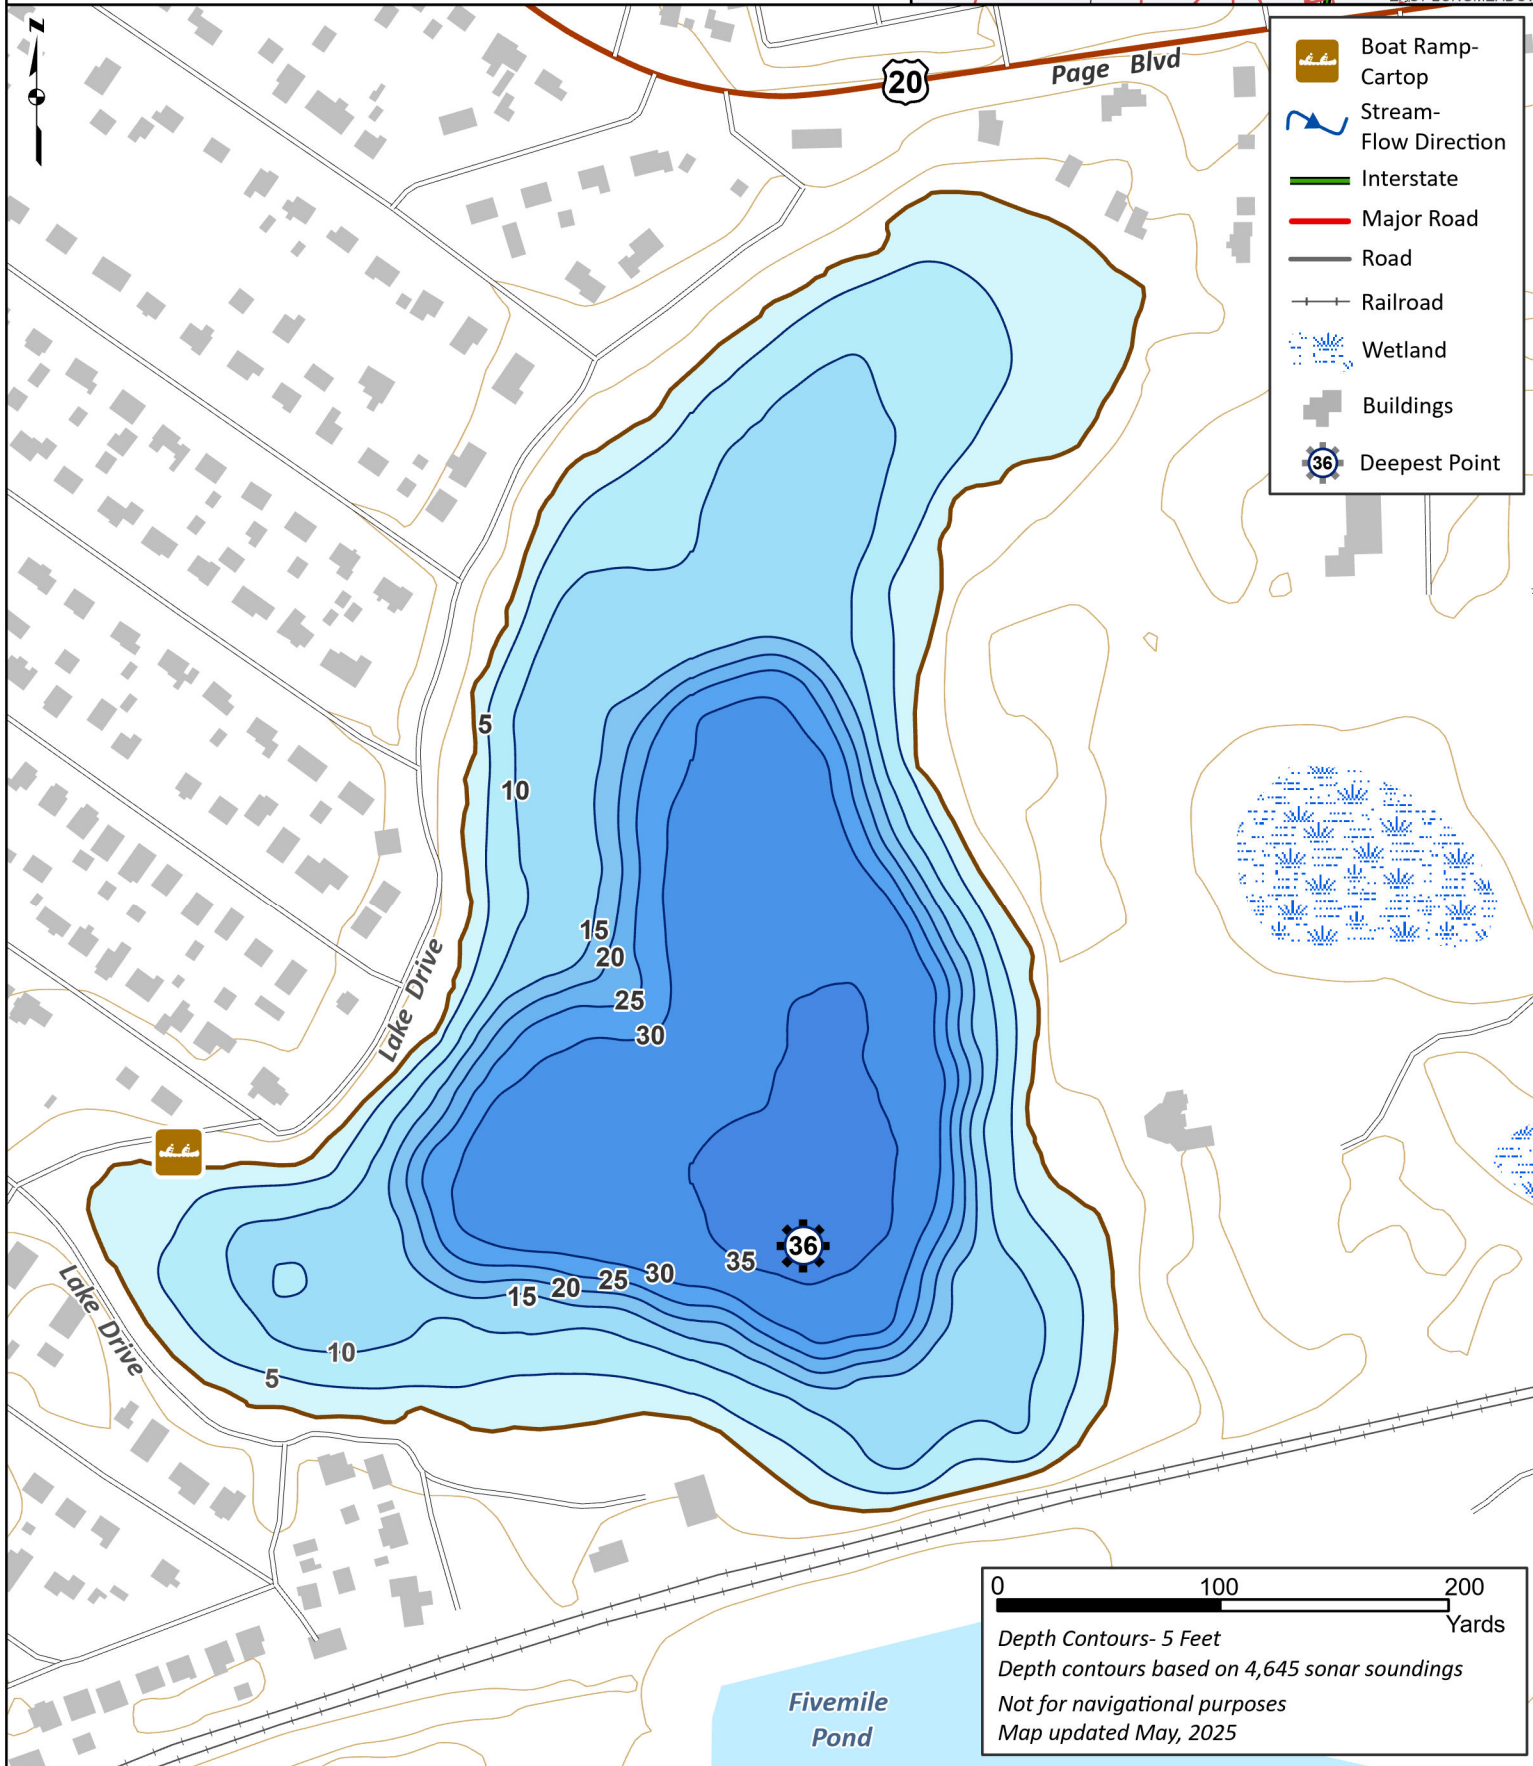 N
20
Page Blvd
Boat Ramp-
Cartop
Stream-
Flow Direction
Interstate
Major Road
Road
Railroad
Wetland
Buildings
36
Deepest Point
5
10
15
20
25
30
Lake Drive
36
35
30
25
20
15
Lake Drive
10
5
0 100 200
Yards
Depth Contours- 5 Feet
Depth contours based on 4,645 sonar soundings
Not for navigational purposes
Map updated May, 2025
Fivemile
Pond